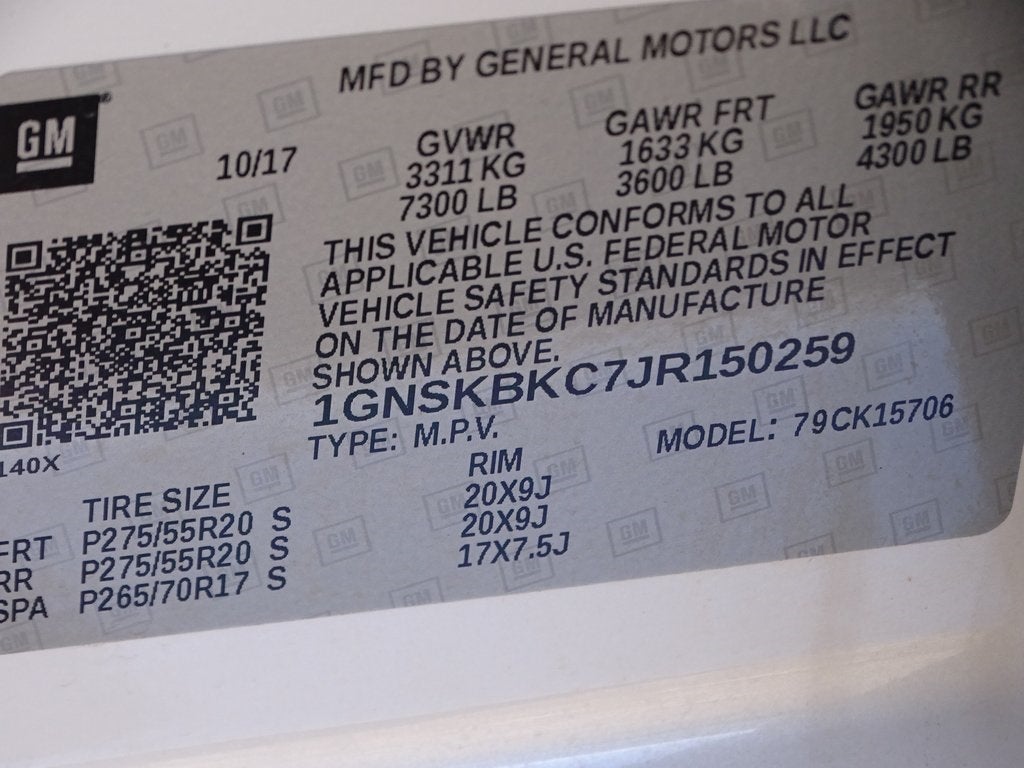 MFD BY GENERAL MOTORS LLC
GM
10/17
GVWR GAWR FRT GAWR RR
3311 KG 1633 KG 1950 KG
7300 LB 3600 LB 4300 LB
THIS VEHICLE CONFORMS TO ALL
APPLICABLE U.S. FEDERAL MOTOR
VEHICLE SAFETY STANDARDS IN EFFECT
ON THE DATE OF MANUFACTURE
SHOWN ABOVE.
1GNSKBKC7JR150259
TYPE: M.P.V. MODEL: 79CK15706
140X
TIRE SIZE RIM
FRT P275/55R20 S 20X9J
RR P275/55R20 S 20X9J
SPA P265/70R17 S 17X7.5J